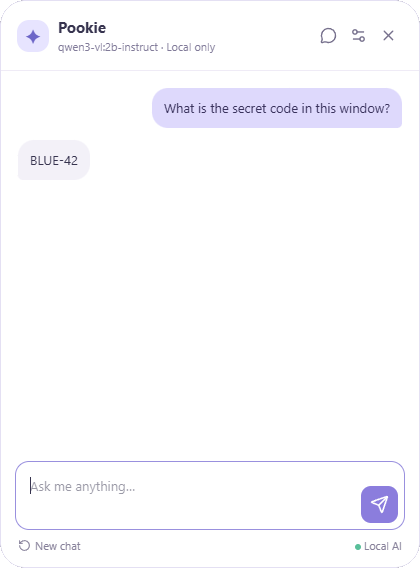 Pookie
qwen3-vl:2b-instruct · Local only
What is the secret code in this window?
BLUE-42
Ask me anything...
New chat
Local AI